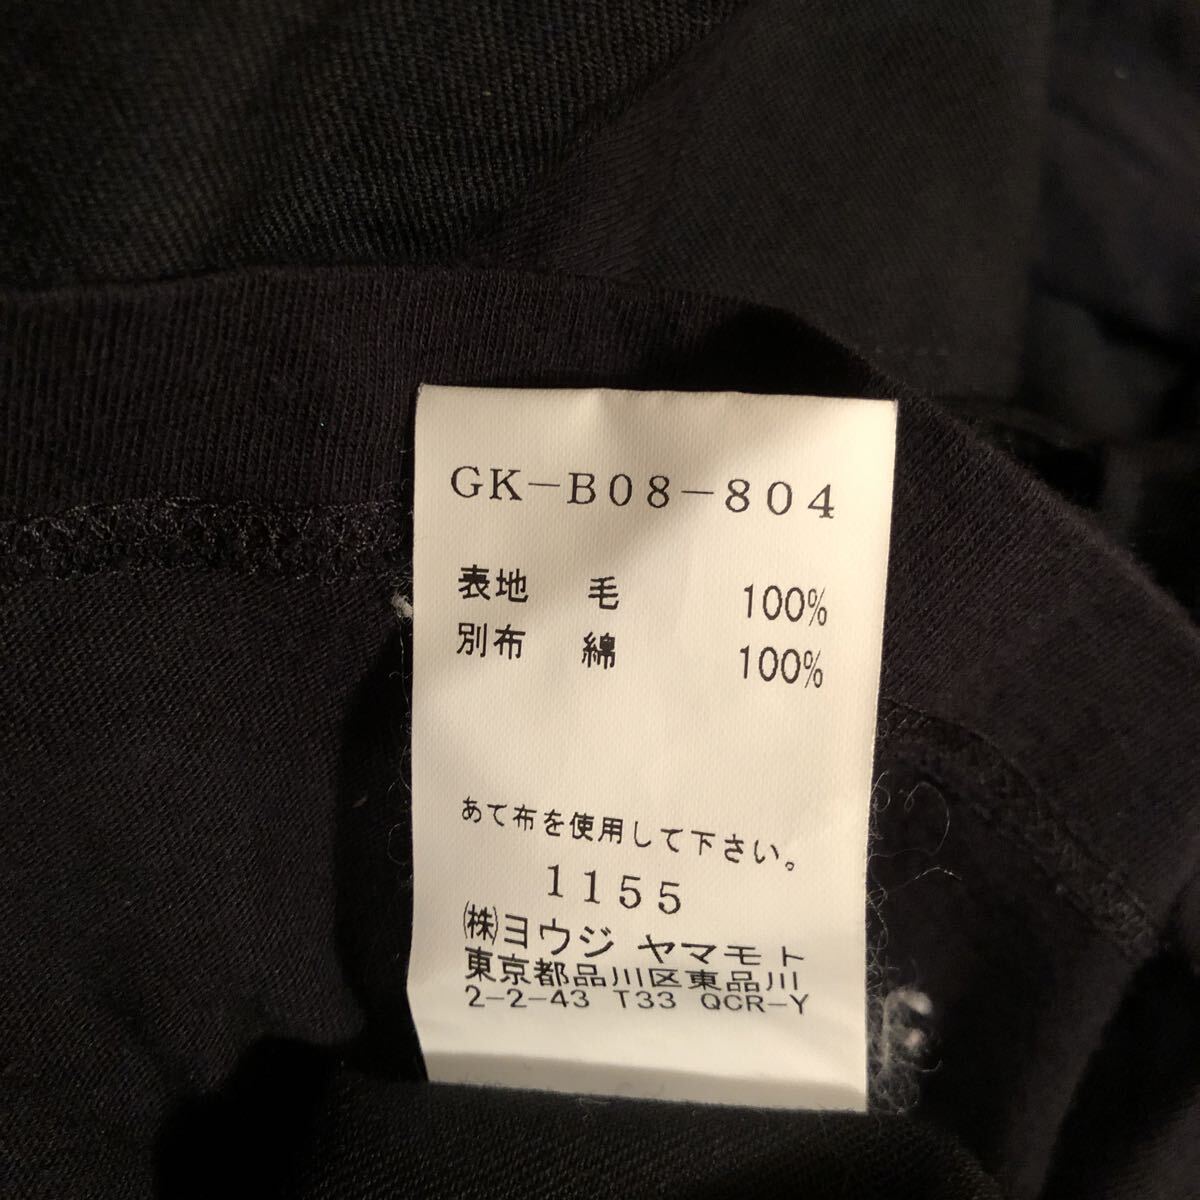 GK-B08-804
表地 毛 100%
別布 綿 100%
あて布を使用して下さい。
1155
㈱ヨウジ ヤマモト
東京都品川区東品川
2-2-43 T33 QCR-Y